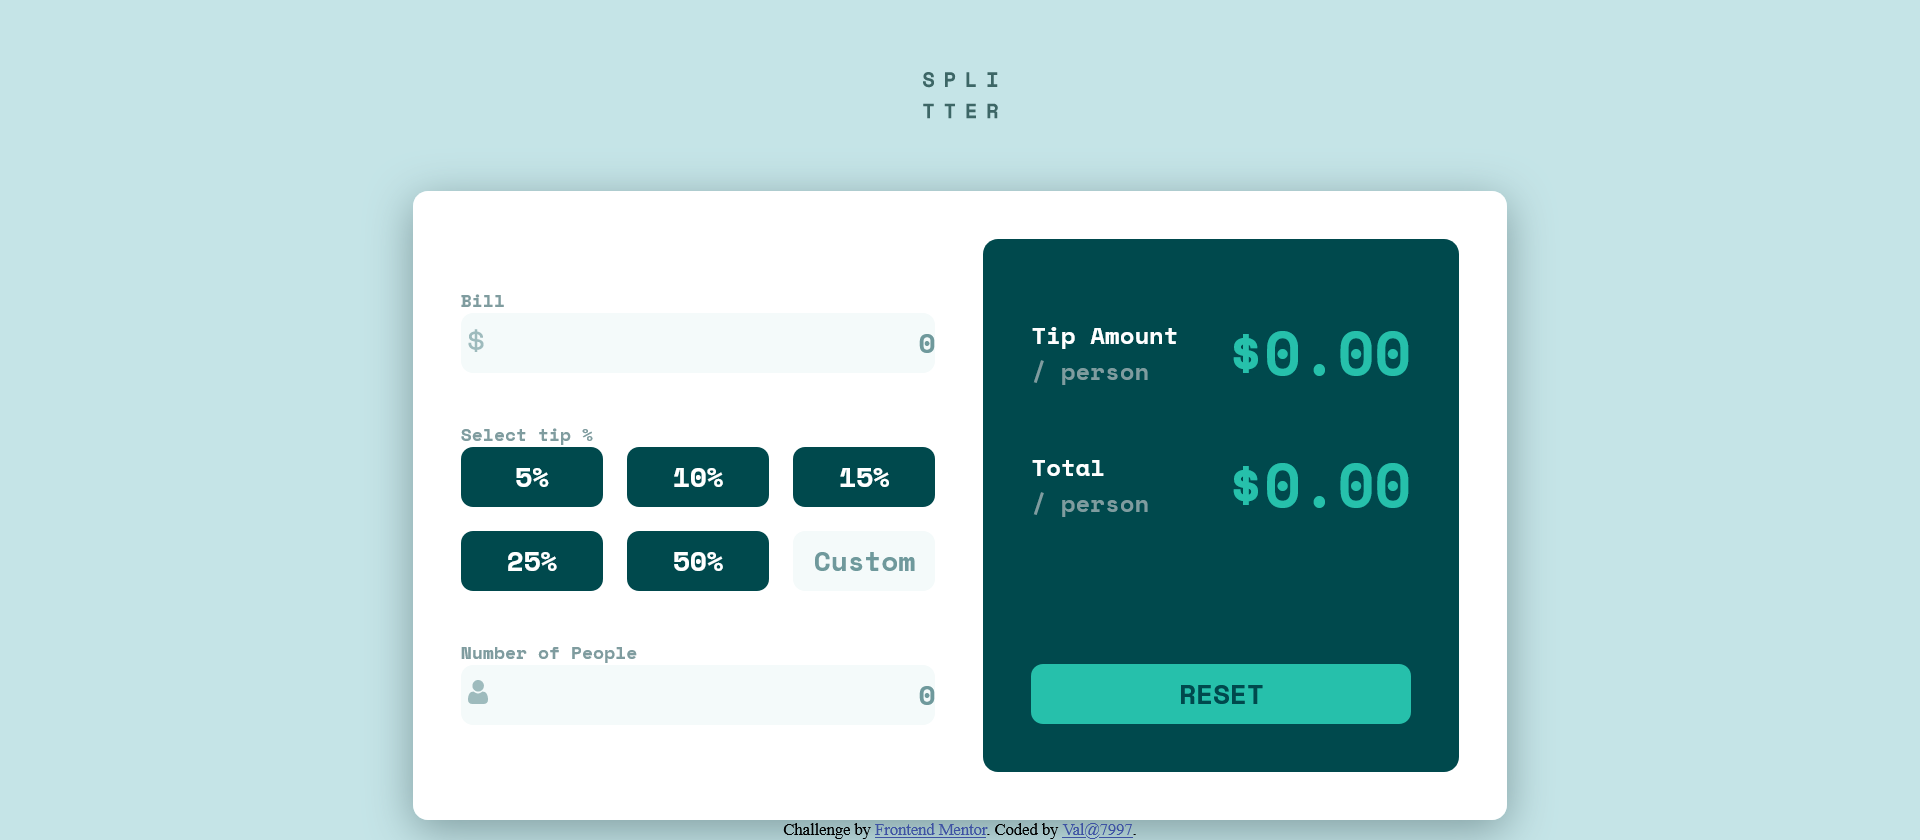 SPLI
TTER
Bill
$ 0
Select tip %
5% 10% 15%
25% 50% Custom
Number of People
0
Tip Amount
/ person
$0.00
Total
/ person
$0.00
RESET
Challenge by Frontend Mentor. Coded by Val@7997.